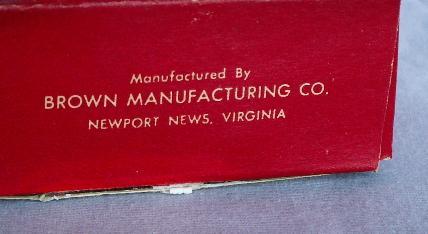 Manufactured By
BROWN MANUFACTURING CO.
NEWPORT NEWS, VIRGINIA